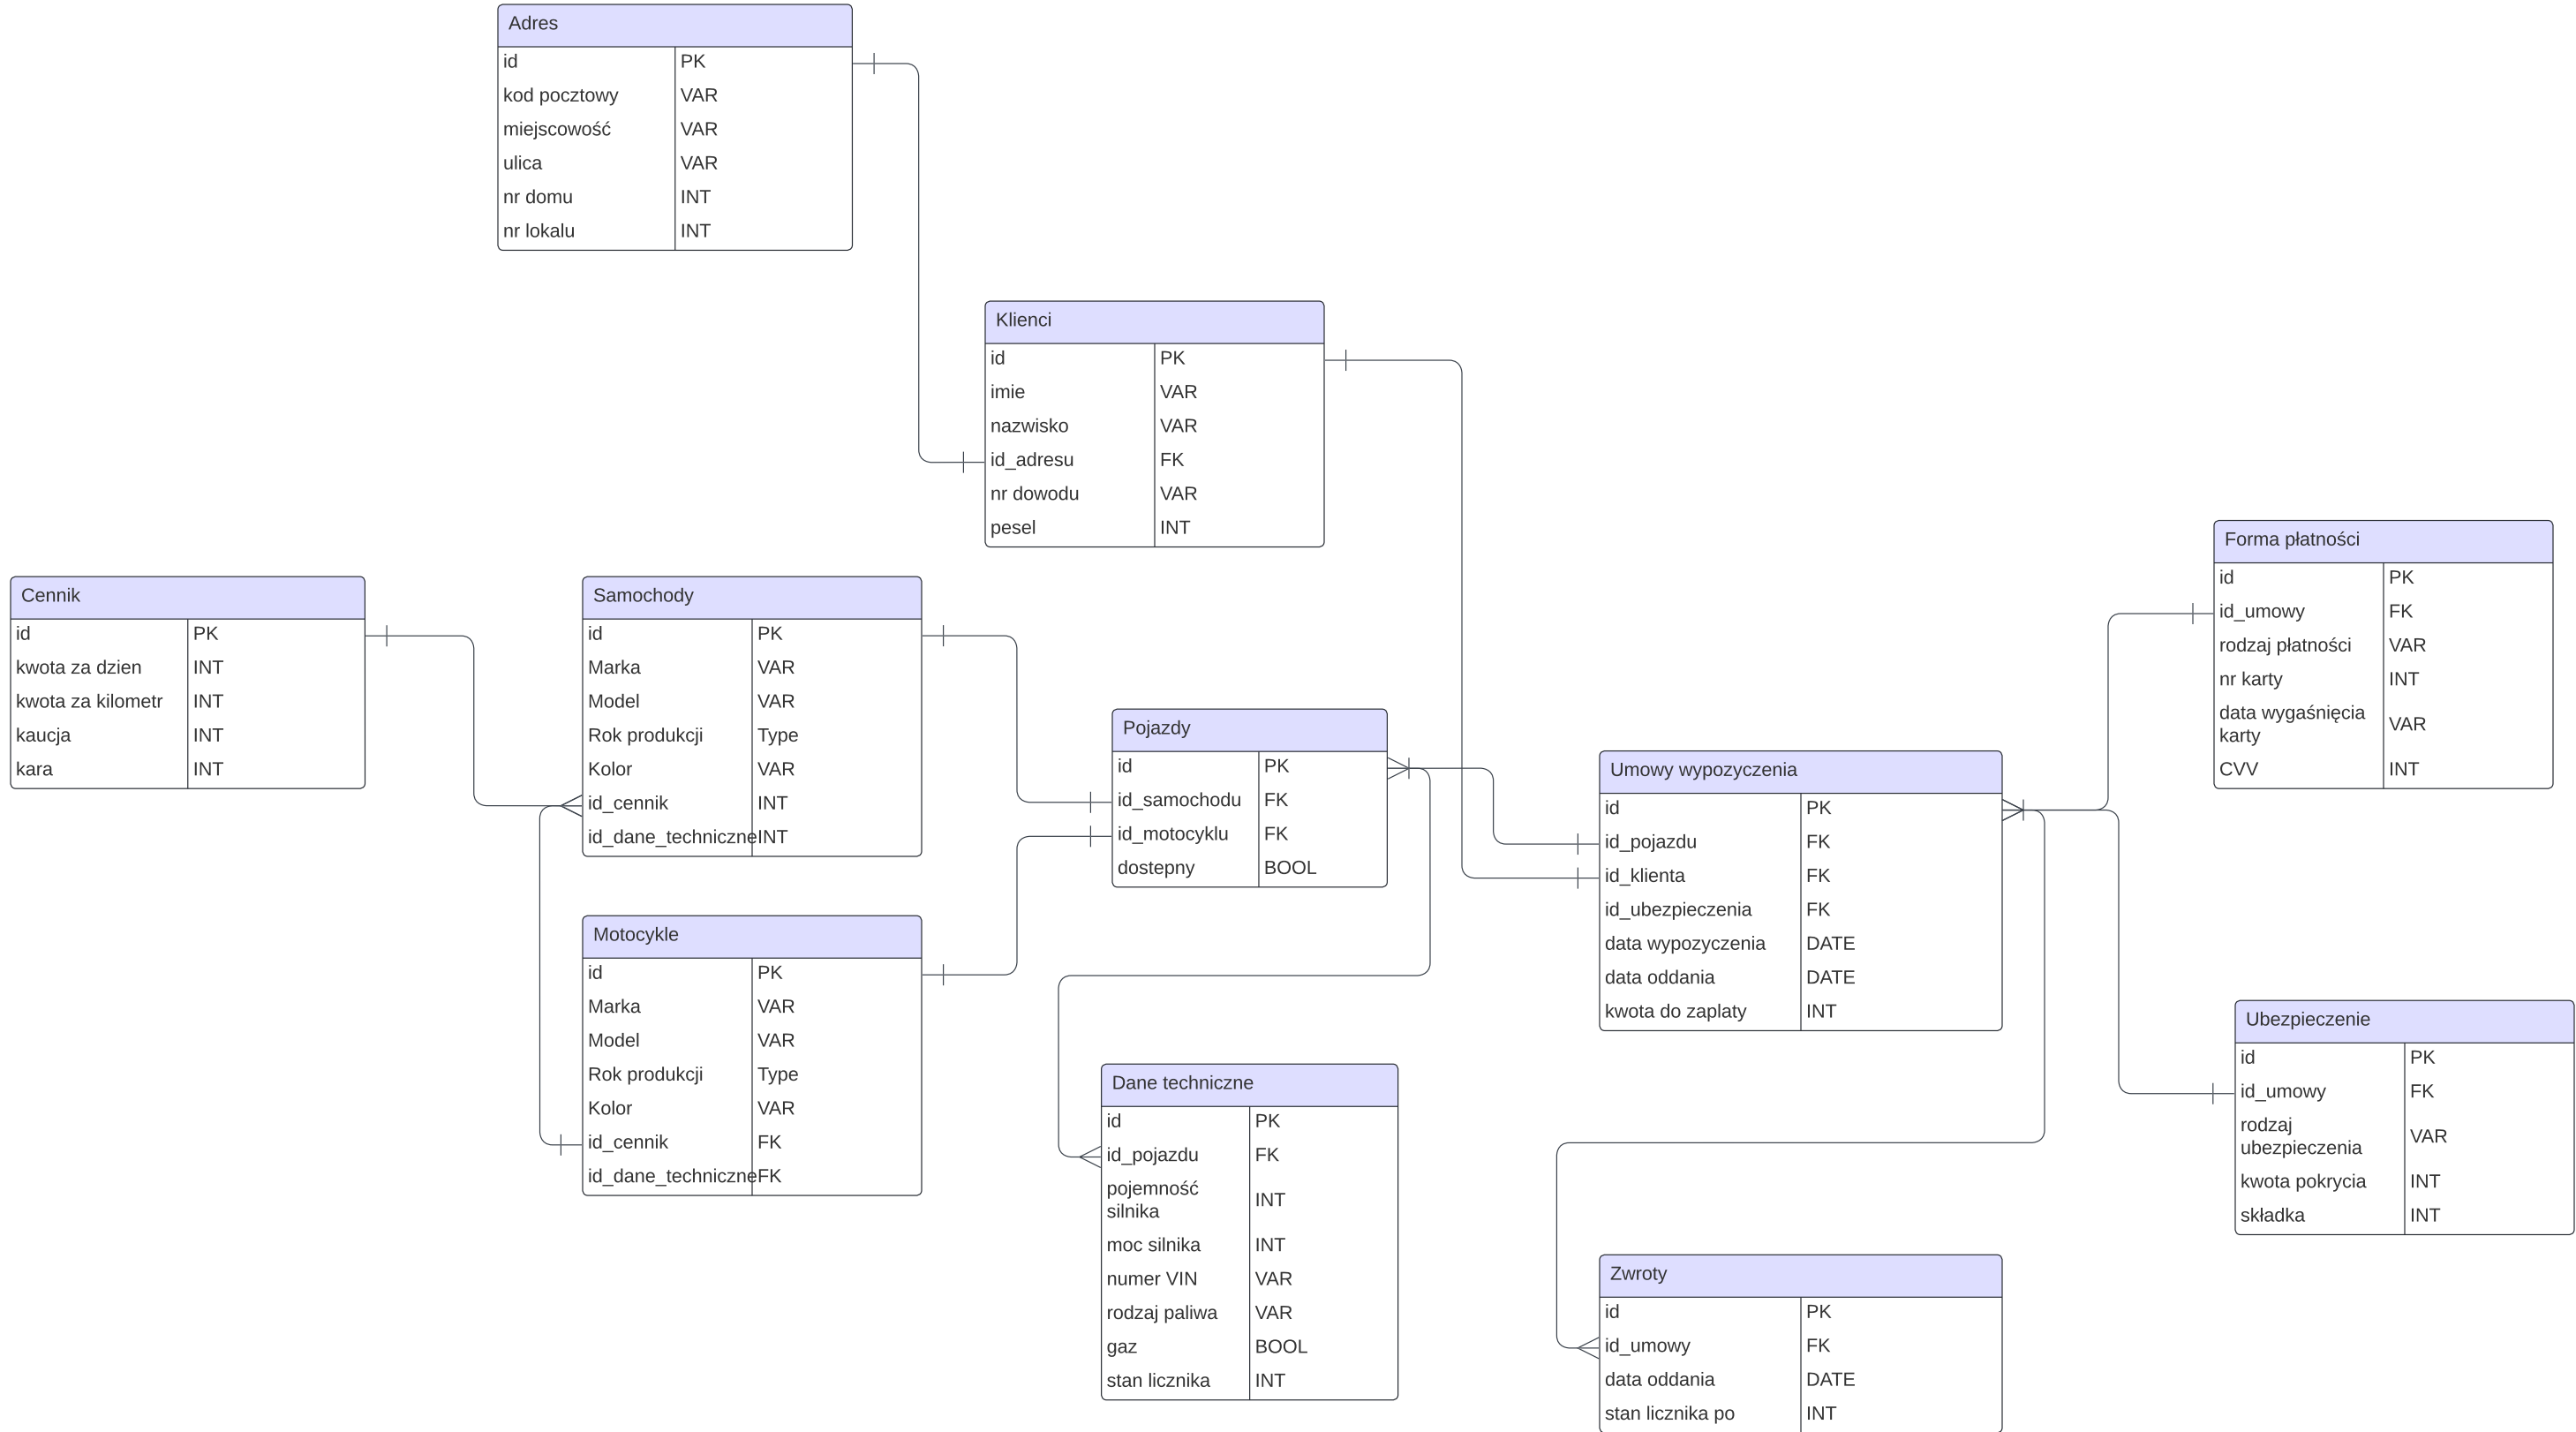 Adres
id PK
kod pocztowy VAR
miejscowość VAR
ulica VAR
nr domu INT
nr lokalu INT
Klienci
id PK
imie VAR
nazwisko VAR
id_adresu FK
nr dowodu VAR
pesel INT
Cennik
id PK
kwota za dzien INT
kwota za kilometr INT
kaucja INT
kara INT
Samochody
id PK
Marka VAR
Model VAR
Rok produkcji Type
Kolor VAR
id_cennik INT
id_dane_techniczne INT
Motocykle
id PK
Marka VAR
Model VAR
Rok produkcji Type
Kolor VAR
id_cennik FK
id_dane_techniczne FK
Pojazdy
id PK
id_samochodu FK
id_motocyklu FK
dostepny BOOL
Dane techniczne
id PK
id_pojazdu FK
pojemność
silnika INT
moc silnika INT
numer VIN VAR
rodzaj paliwa VAR
gaz BOOL
stan licznika INT
Umowy wypozyczenia
id PK
id_pojazdu FK
id_klienta FK
id_ubezpieczenia FK
data wypozyczenia DATE
data oddania DATE
kwota do zaplaty INT
Zwroty
id PK
id_umowy FK
data oddania DATE
stan licznika po INT
Forma płatności
id PK
id_umowy FK
rodzaj płatności VAR
nr karty INT
data wygaśnięcia
karty VAR
CVV INT
Ubezpieczenie
id PK
id_umowy FK
rodzaj
ubezpieczenia VAR
kwota pokrycia INT
składka INT